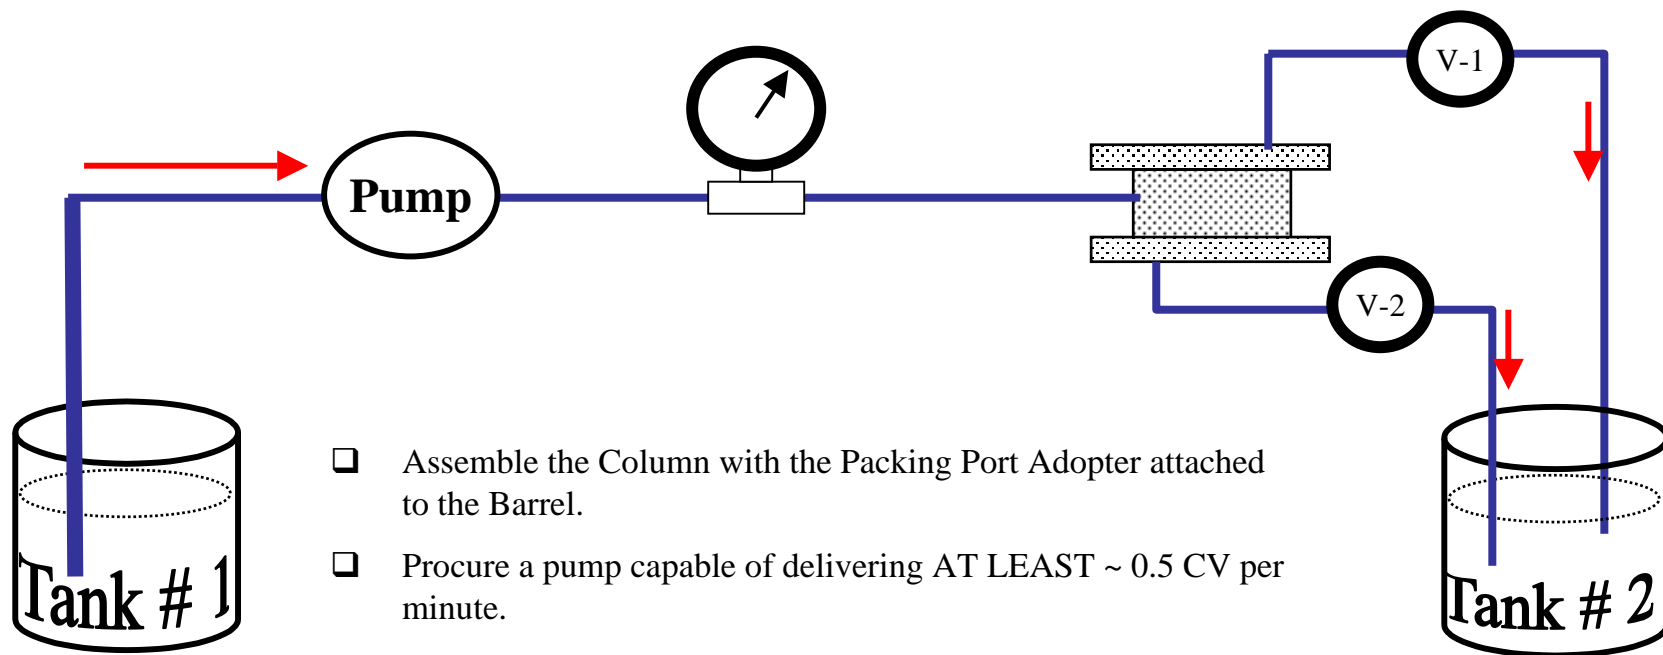 V-1
Pump
V-2
❑ Assemble the Column with the Packing Port Adopter attached
to the Barrel.
❑ Procure a pump capable of delivering AT LEAST ~ 0.5 CV per
minute.
Tank # 1
Tank # 2